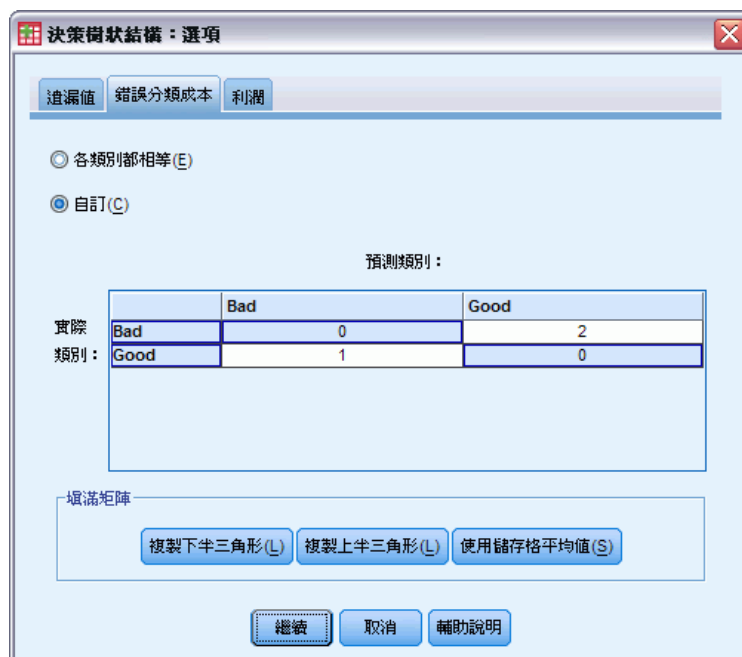 決策樹狀結構：選項
遺漏值 錯誤分類成本 利潤
各類別都相等(E)
自訂(C)
預測類別：
Bad Good
實際 Bad 0 2
類別： Good 1 0
填滿矩陣
複製下半三角形(L) 複製上半三角形(L) 使用儲存格平均值(S)
繼續 取消 輔助說明